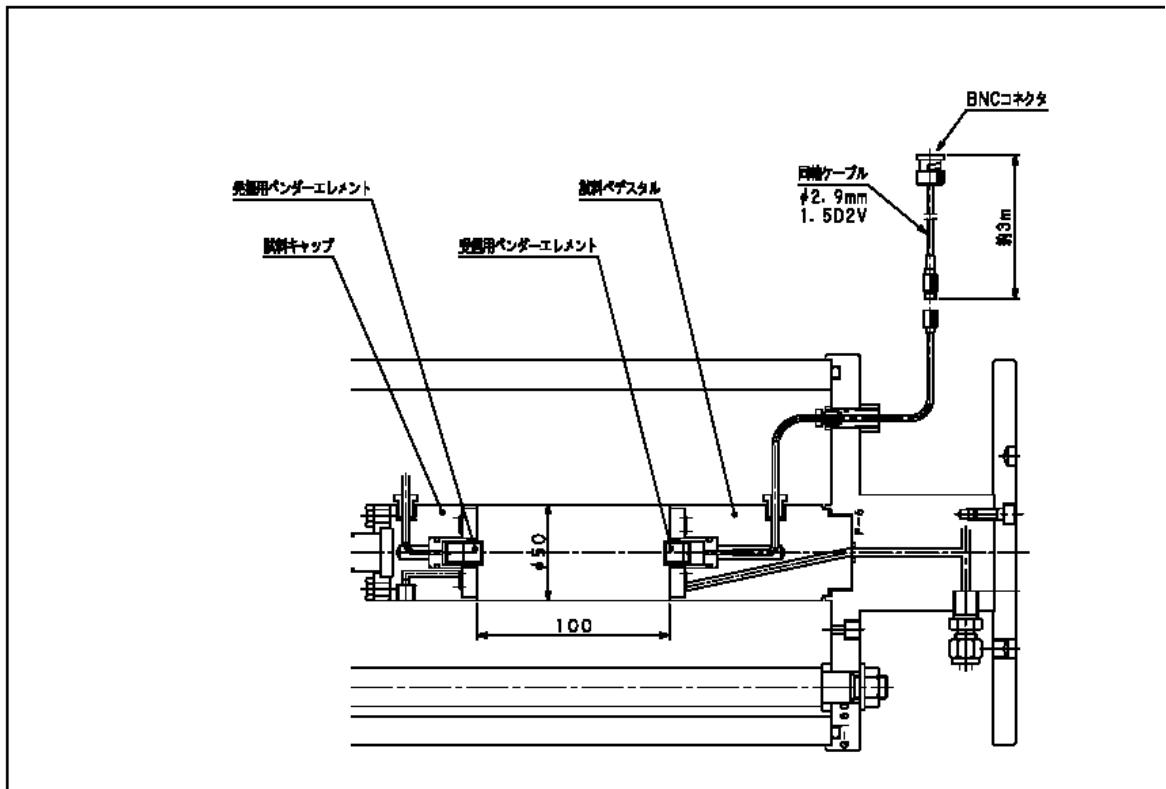 BNCコネクタ
発信用ベンダーエレメント
試料ペデスタル
同軸ケーブル
φ2.9mm
1.5D2V
試料キャップ
受信用ベンダーエレメント
約3m
φ50
P-6
100